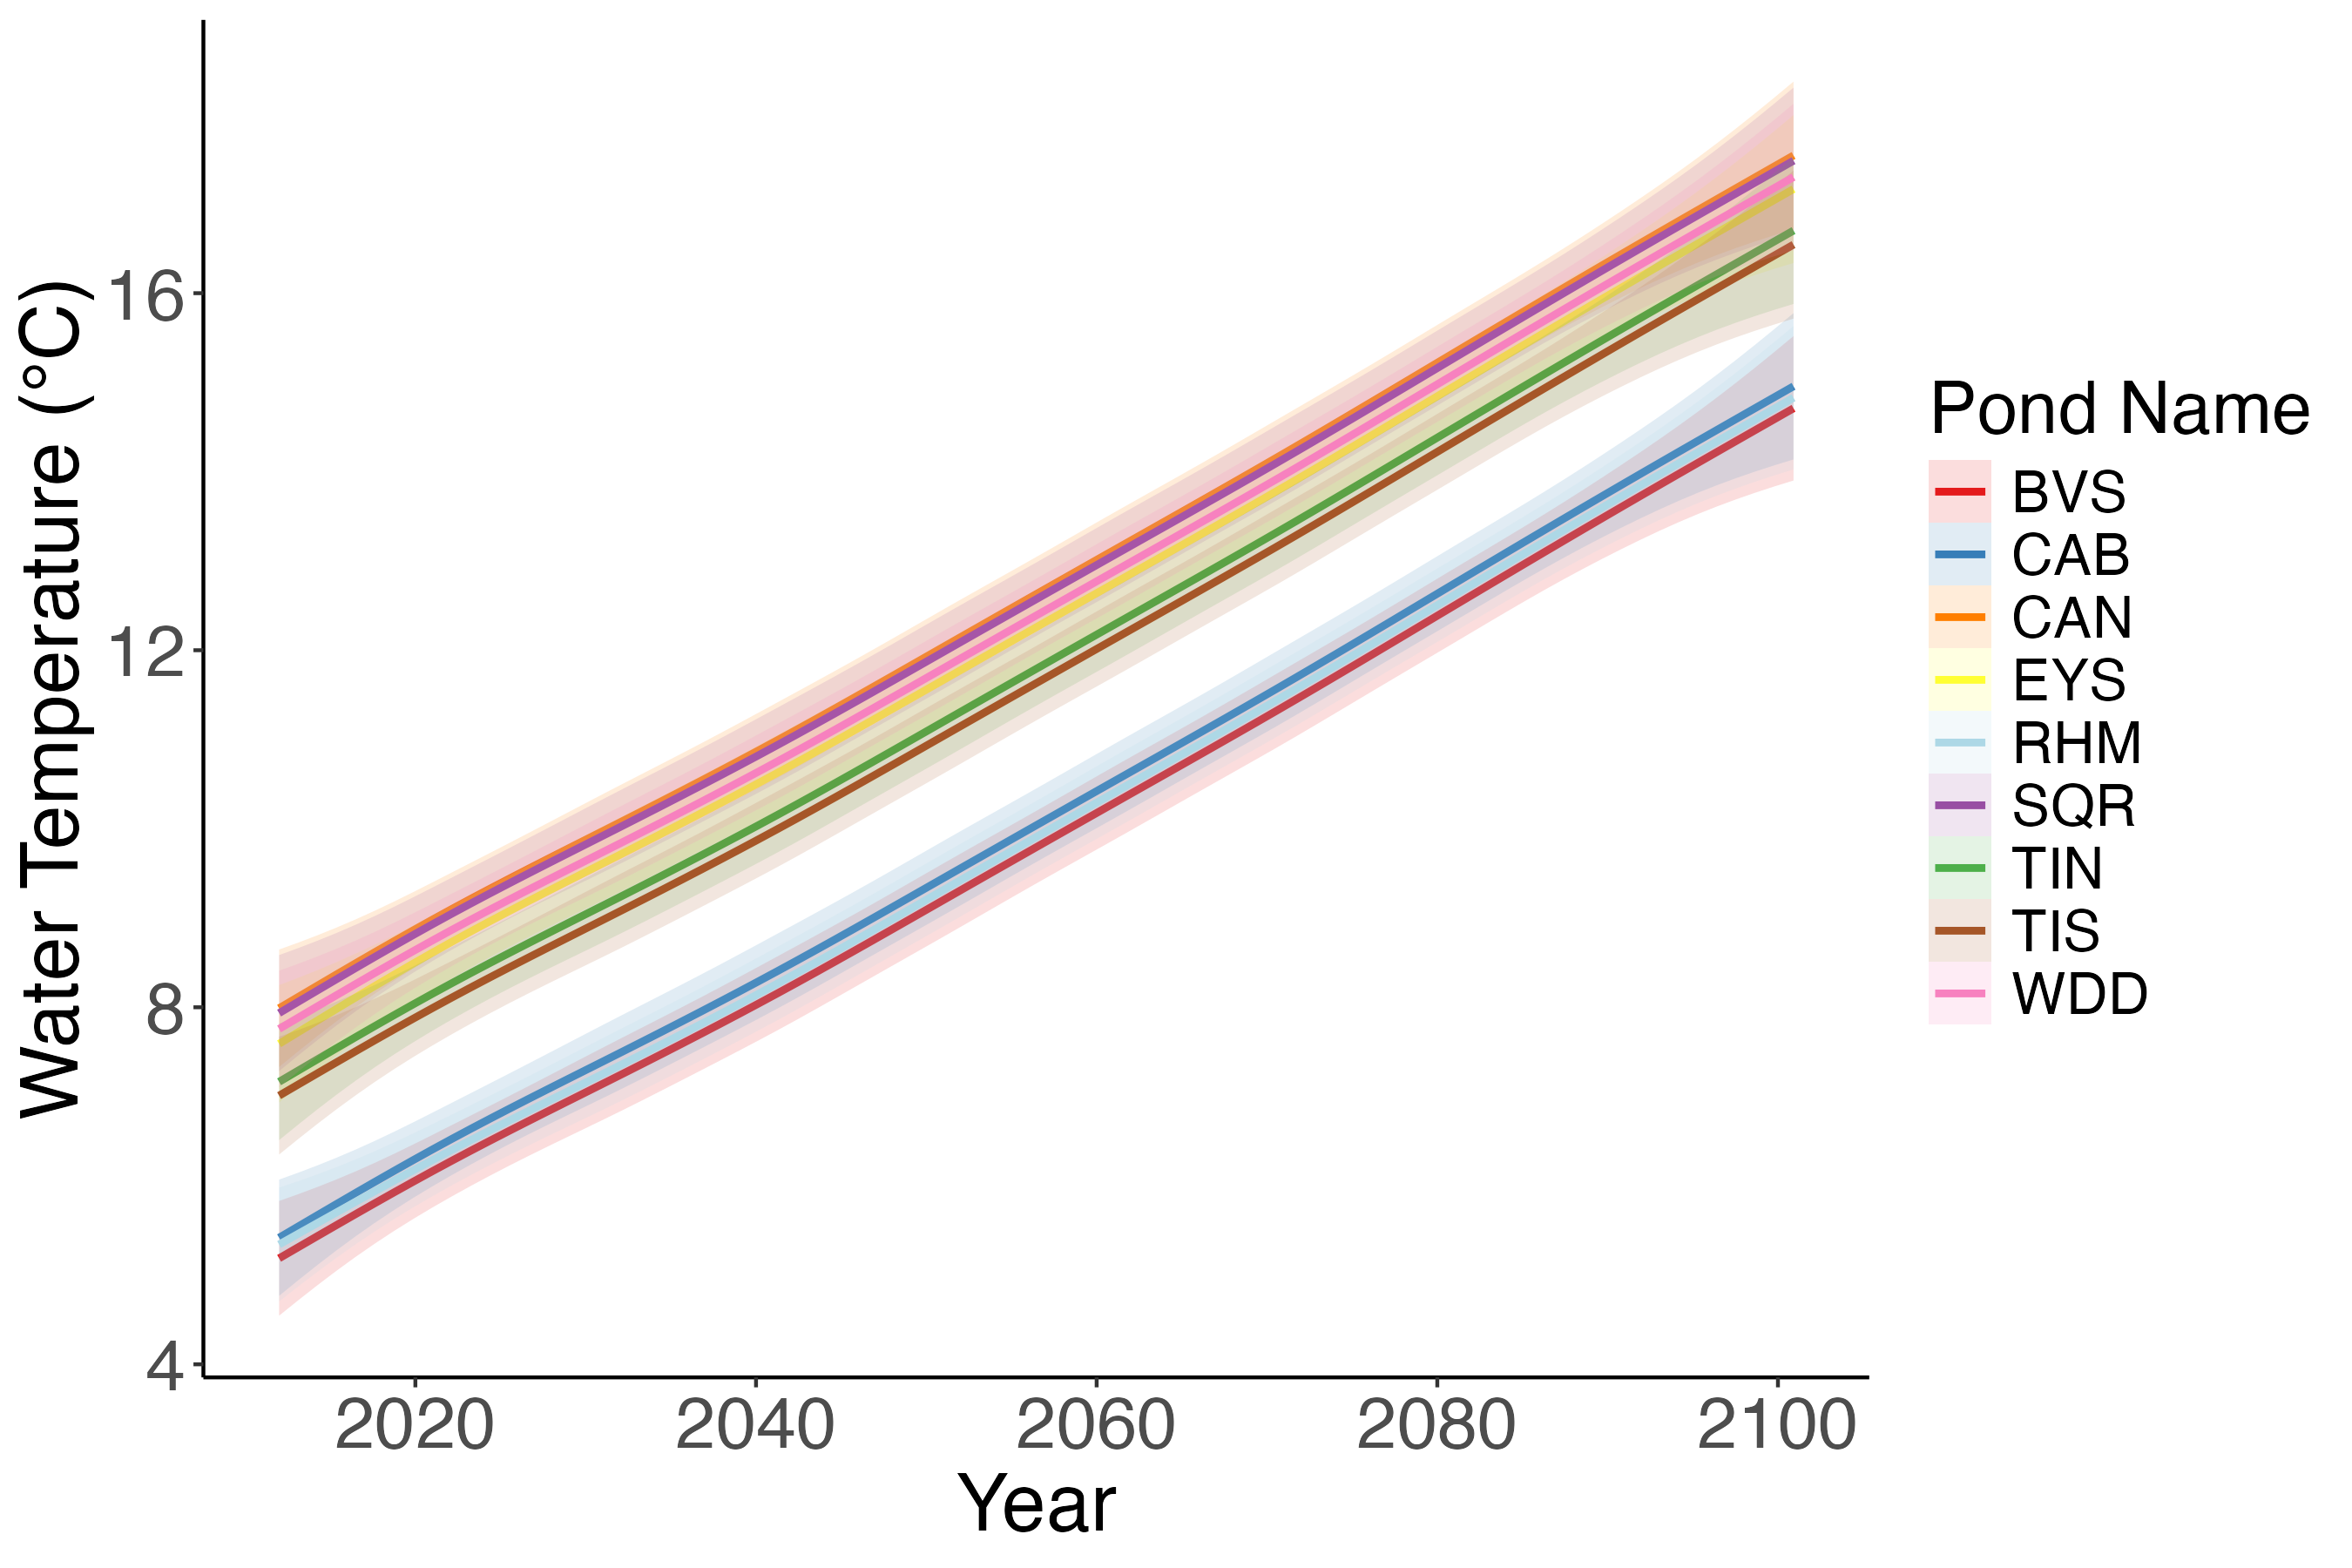 Water Temperature (°C)
16
12
8
4
2020 2040 2060 2080 2100
Year
Pond Name
BVS
CAB
CAN
EYS
RHM
SQR
TIN
TIS
WDD